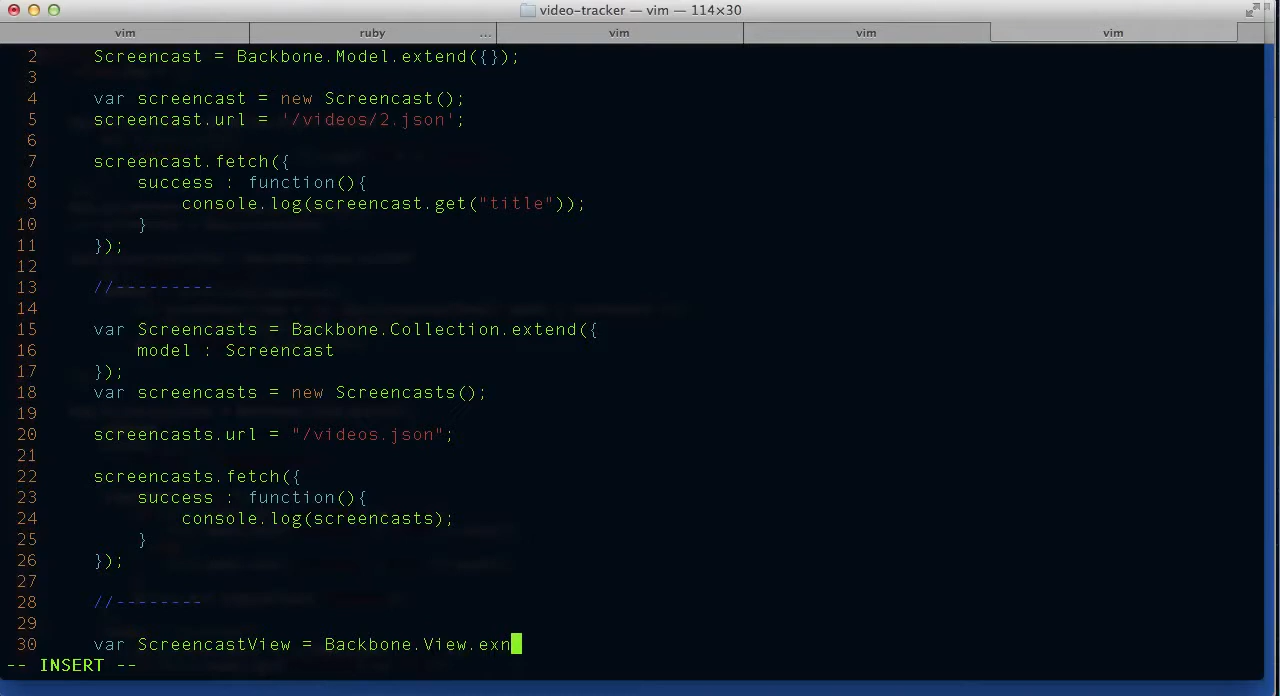 video-tracker — vim — 114×30
vim ruby ... vim vim vim
2 Screencast = Backbone.Model.extend({});
3
4 var screencast = new Screencast();
5 screencast.url = '/videos/2.json';
6
7 screencast.fetch({
8 success : function(){
9 console.log(screencast.get("title"));
10 }
11 });
12
13 //---------
14
15 var Screencasts = Backbone.Collection.extend({
16 model : Screencast
17 });
18 var screencasts = new Screencasts();
19
20 screencasts.url = "/videos.json";
21
22 screencasts.fetch({
23 success : function(){
24 console.log(screencasts);
25 }
26 });
27
28 //--------
29
30 var ScreencastView = Backbone.View.exn
-- INSERT --